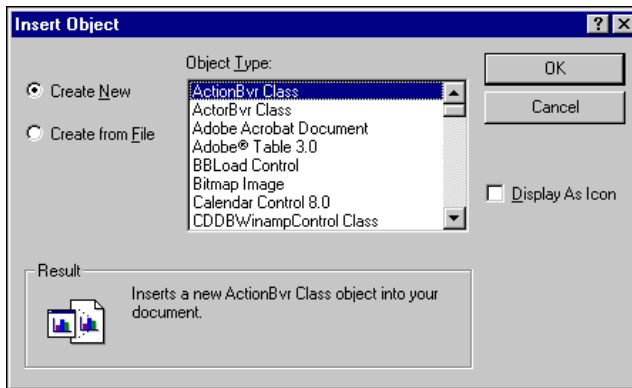 Insert Object
Object Type:
Create New
Create from File
ActionBvr Class
ActorBvr Class
Adobe Acrobat Document
Adobe® Table 3.0
BBLoad Control
Bitmap Image
Calendar Control 8.0
CDDBWinampControl Class
OK
Cancel
Display As Icon
Result
Inserts a new ActionBvr Class object into your
document.